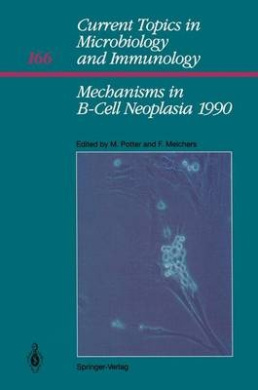 Current Topics in
166 Microbiology
and Immunology
Mechanisms in
B-Cell Neoplasia 1990
Edited by M. Potter and F. Melchers
Springer-Verlag